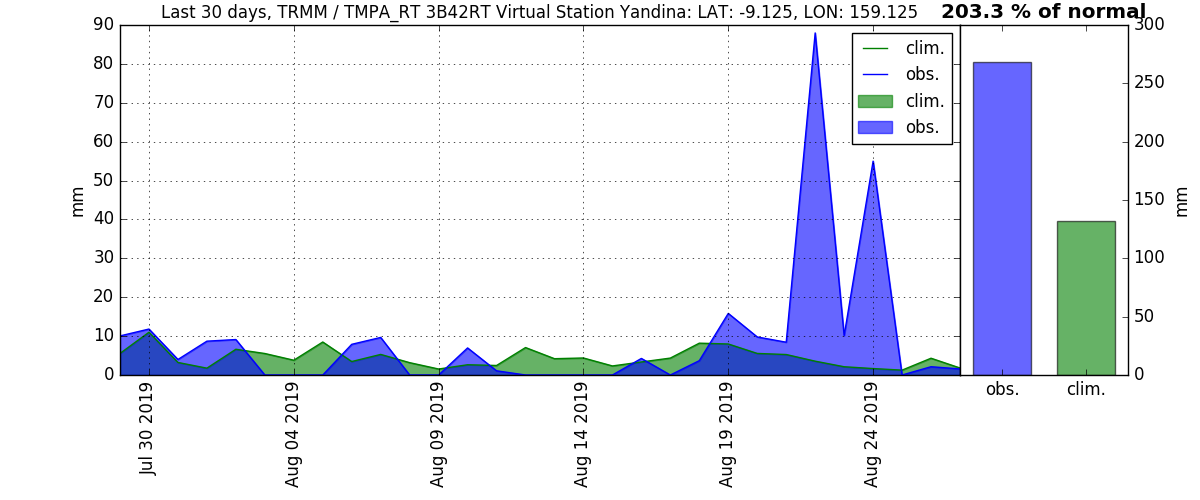 Last 30 days, TRMM / TMPA_RT 3B42RT Virtual Station Yandina: LAT: -9.125, LON: 159.125
203.3 % of normal
90
80
70
60
50
40
30
20
10
0
mm
clim.
obs.
clim.
obs.
Jul 30 2019
Aug 04 2019
Aug 09 2019
Aug 14 2019
Aug 19 2019
Aug 24 2019
300
250
200
150
100
50
0
mm
obs.
clim.